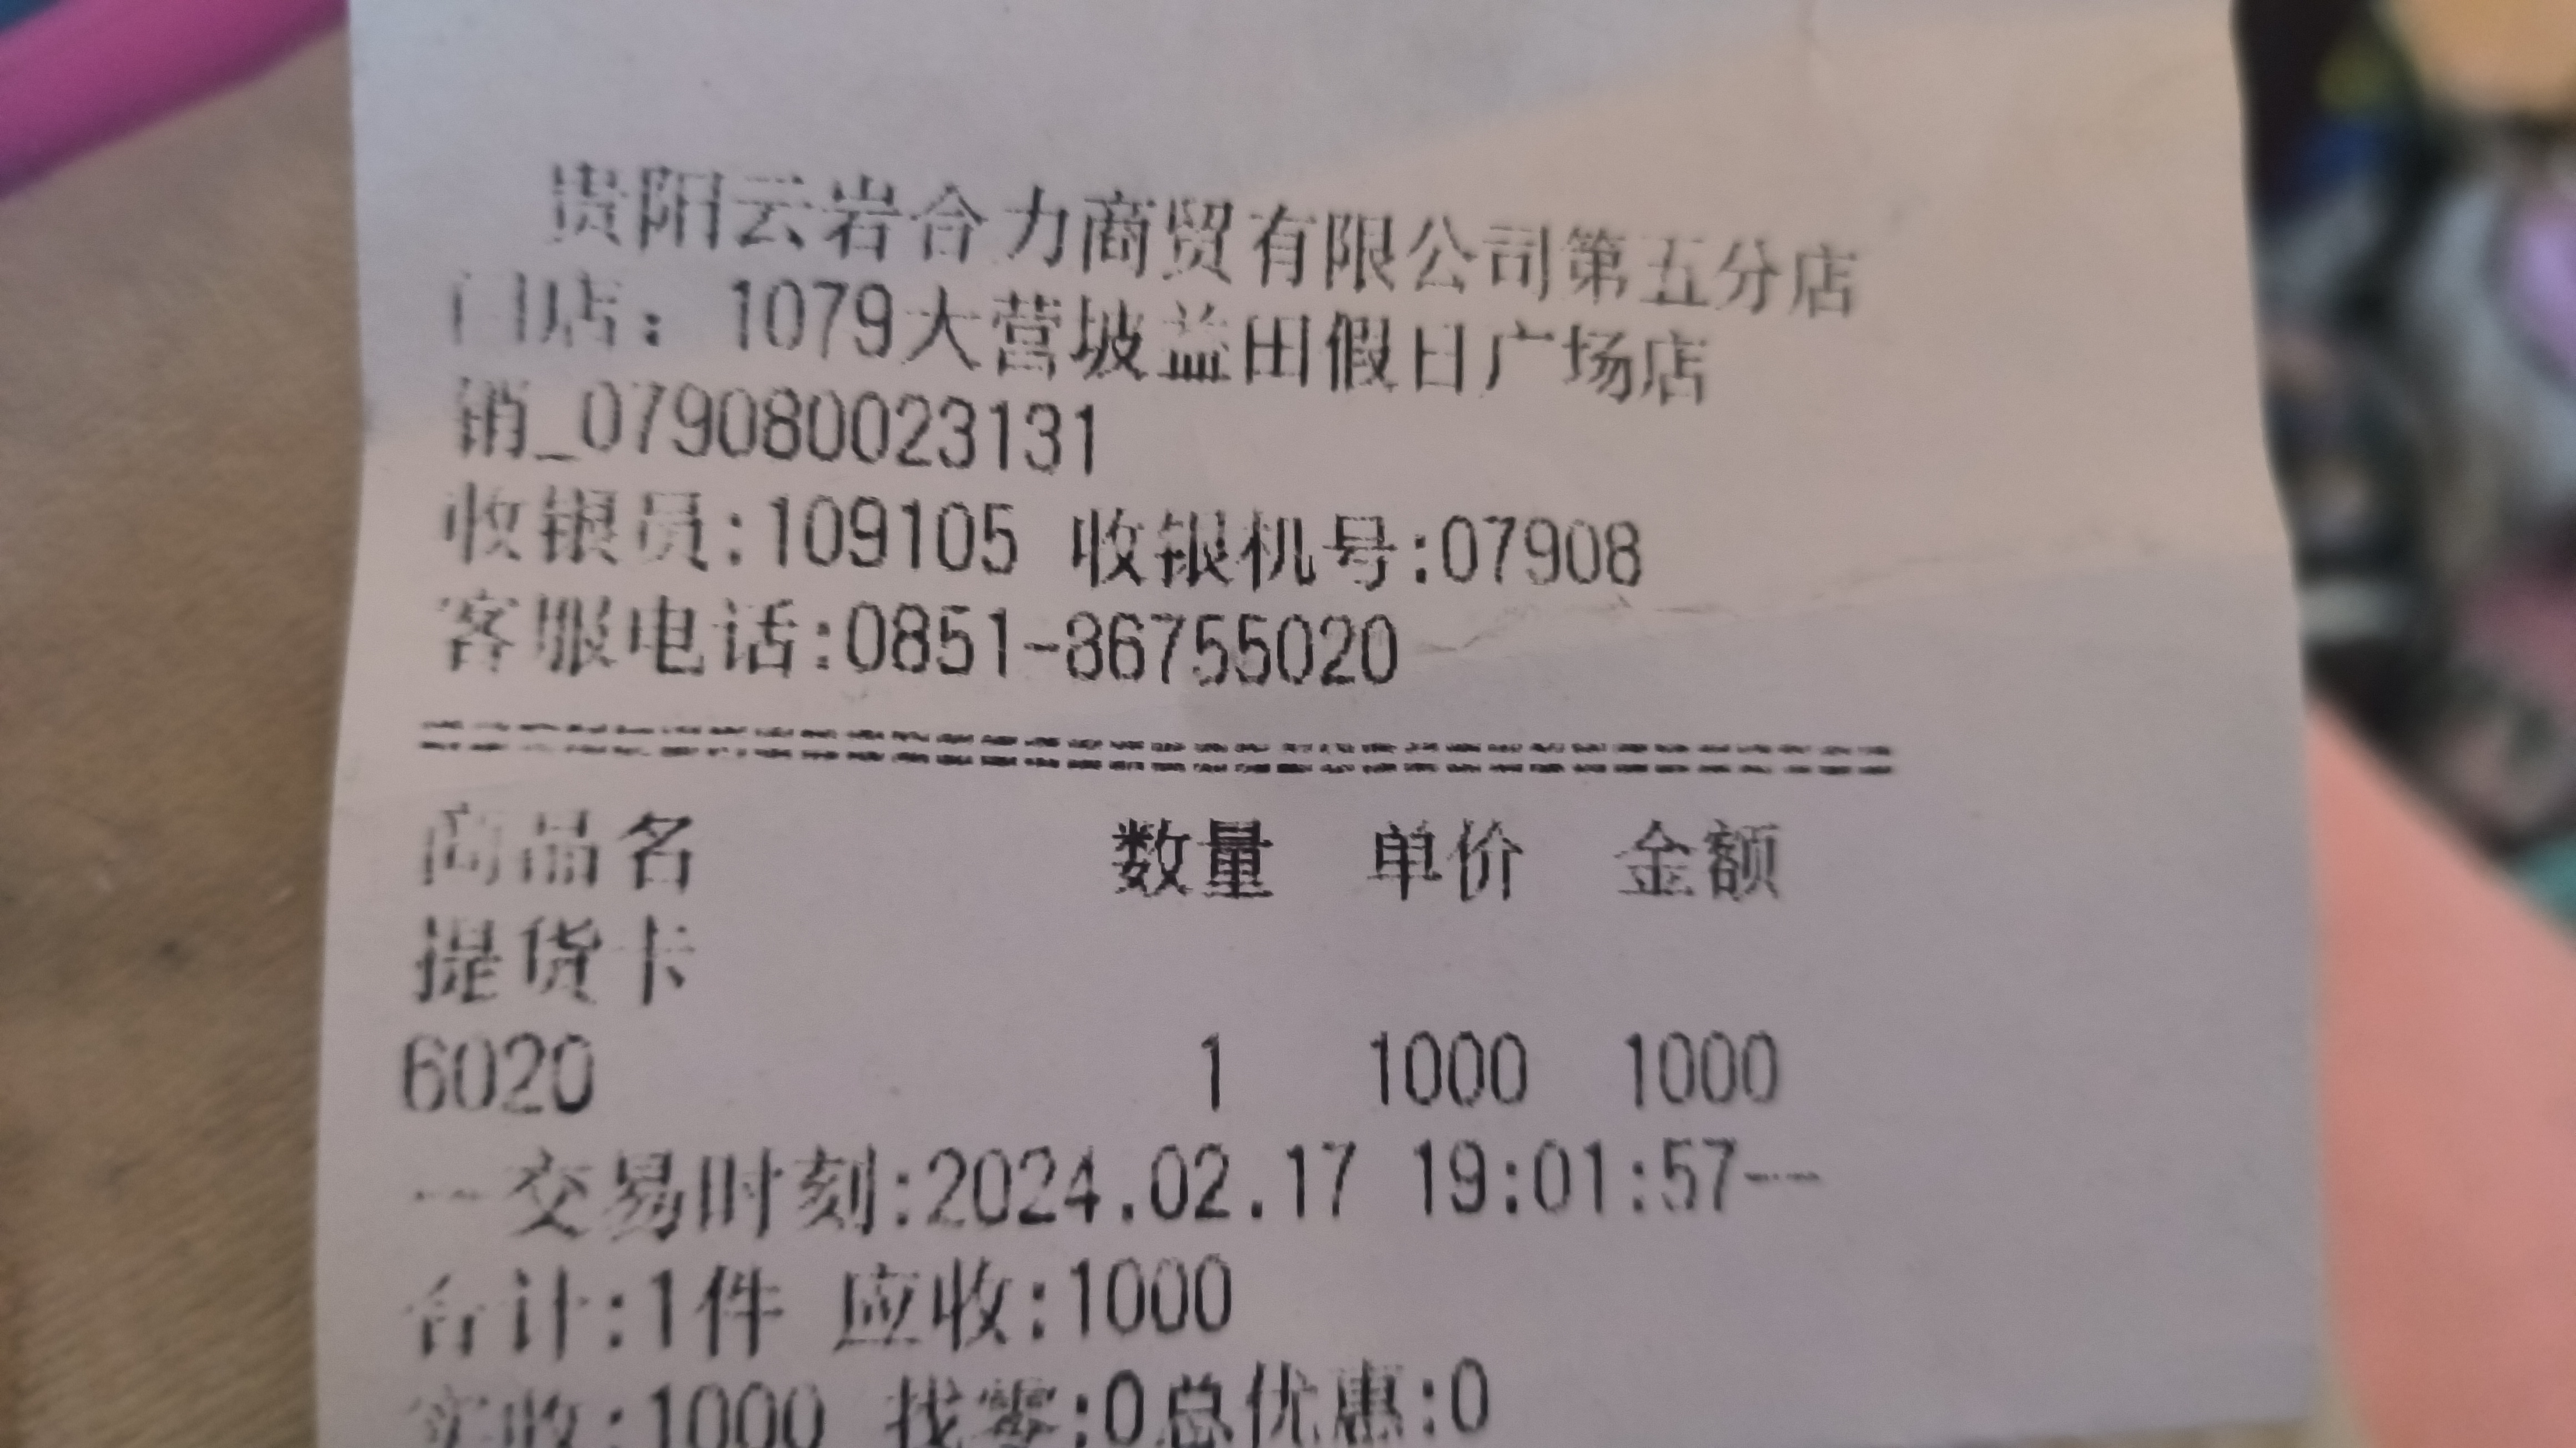 贵阳云岩合力商贸有限公司第五分店
门店：1079大营坡益田假日广场店
销_079080023131
收银员:109105 收银机号:07908
客服电话:0851-86755020
================================
商品名 数量 单价 金额
提货卡
6020 1 1000 1000
--交易时刻:2024.02.17 19:01:57--
合计:1件 应收:1000
实收:1000 找零:0总优惠:0